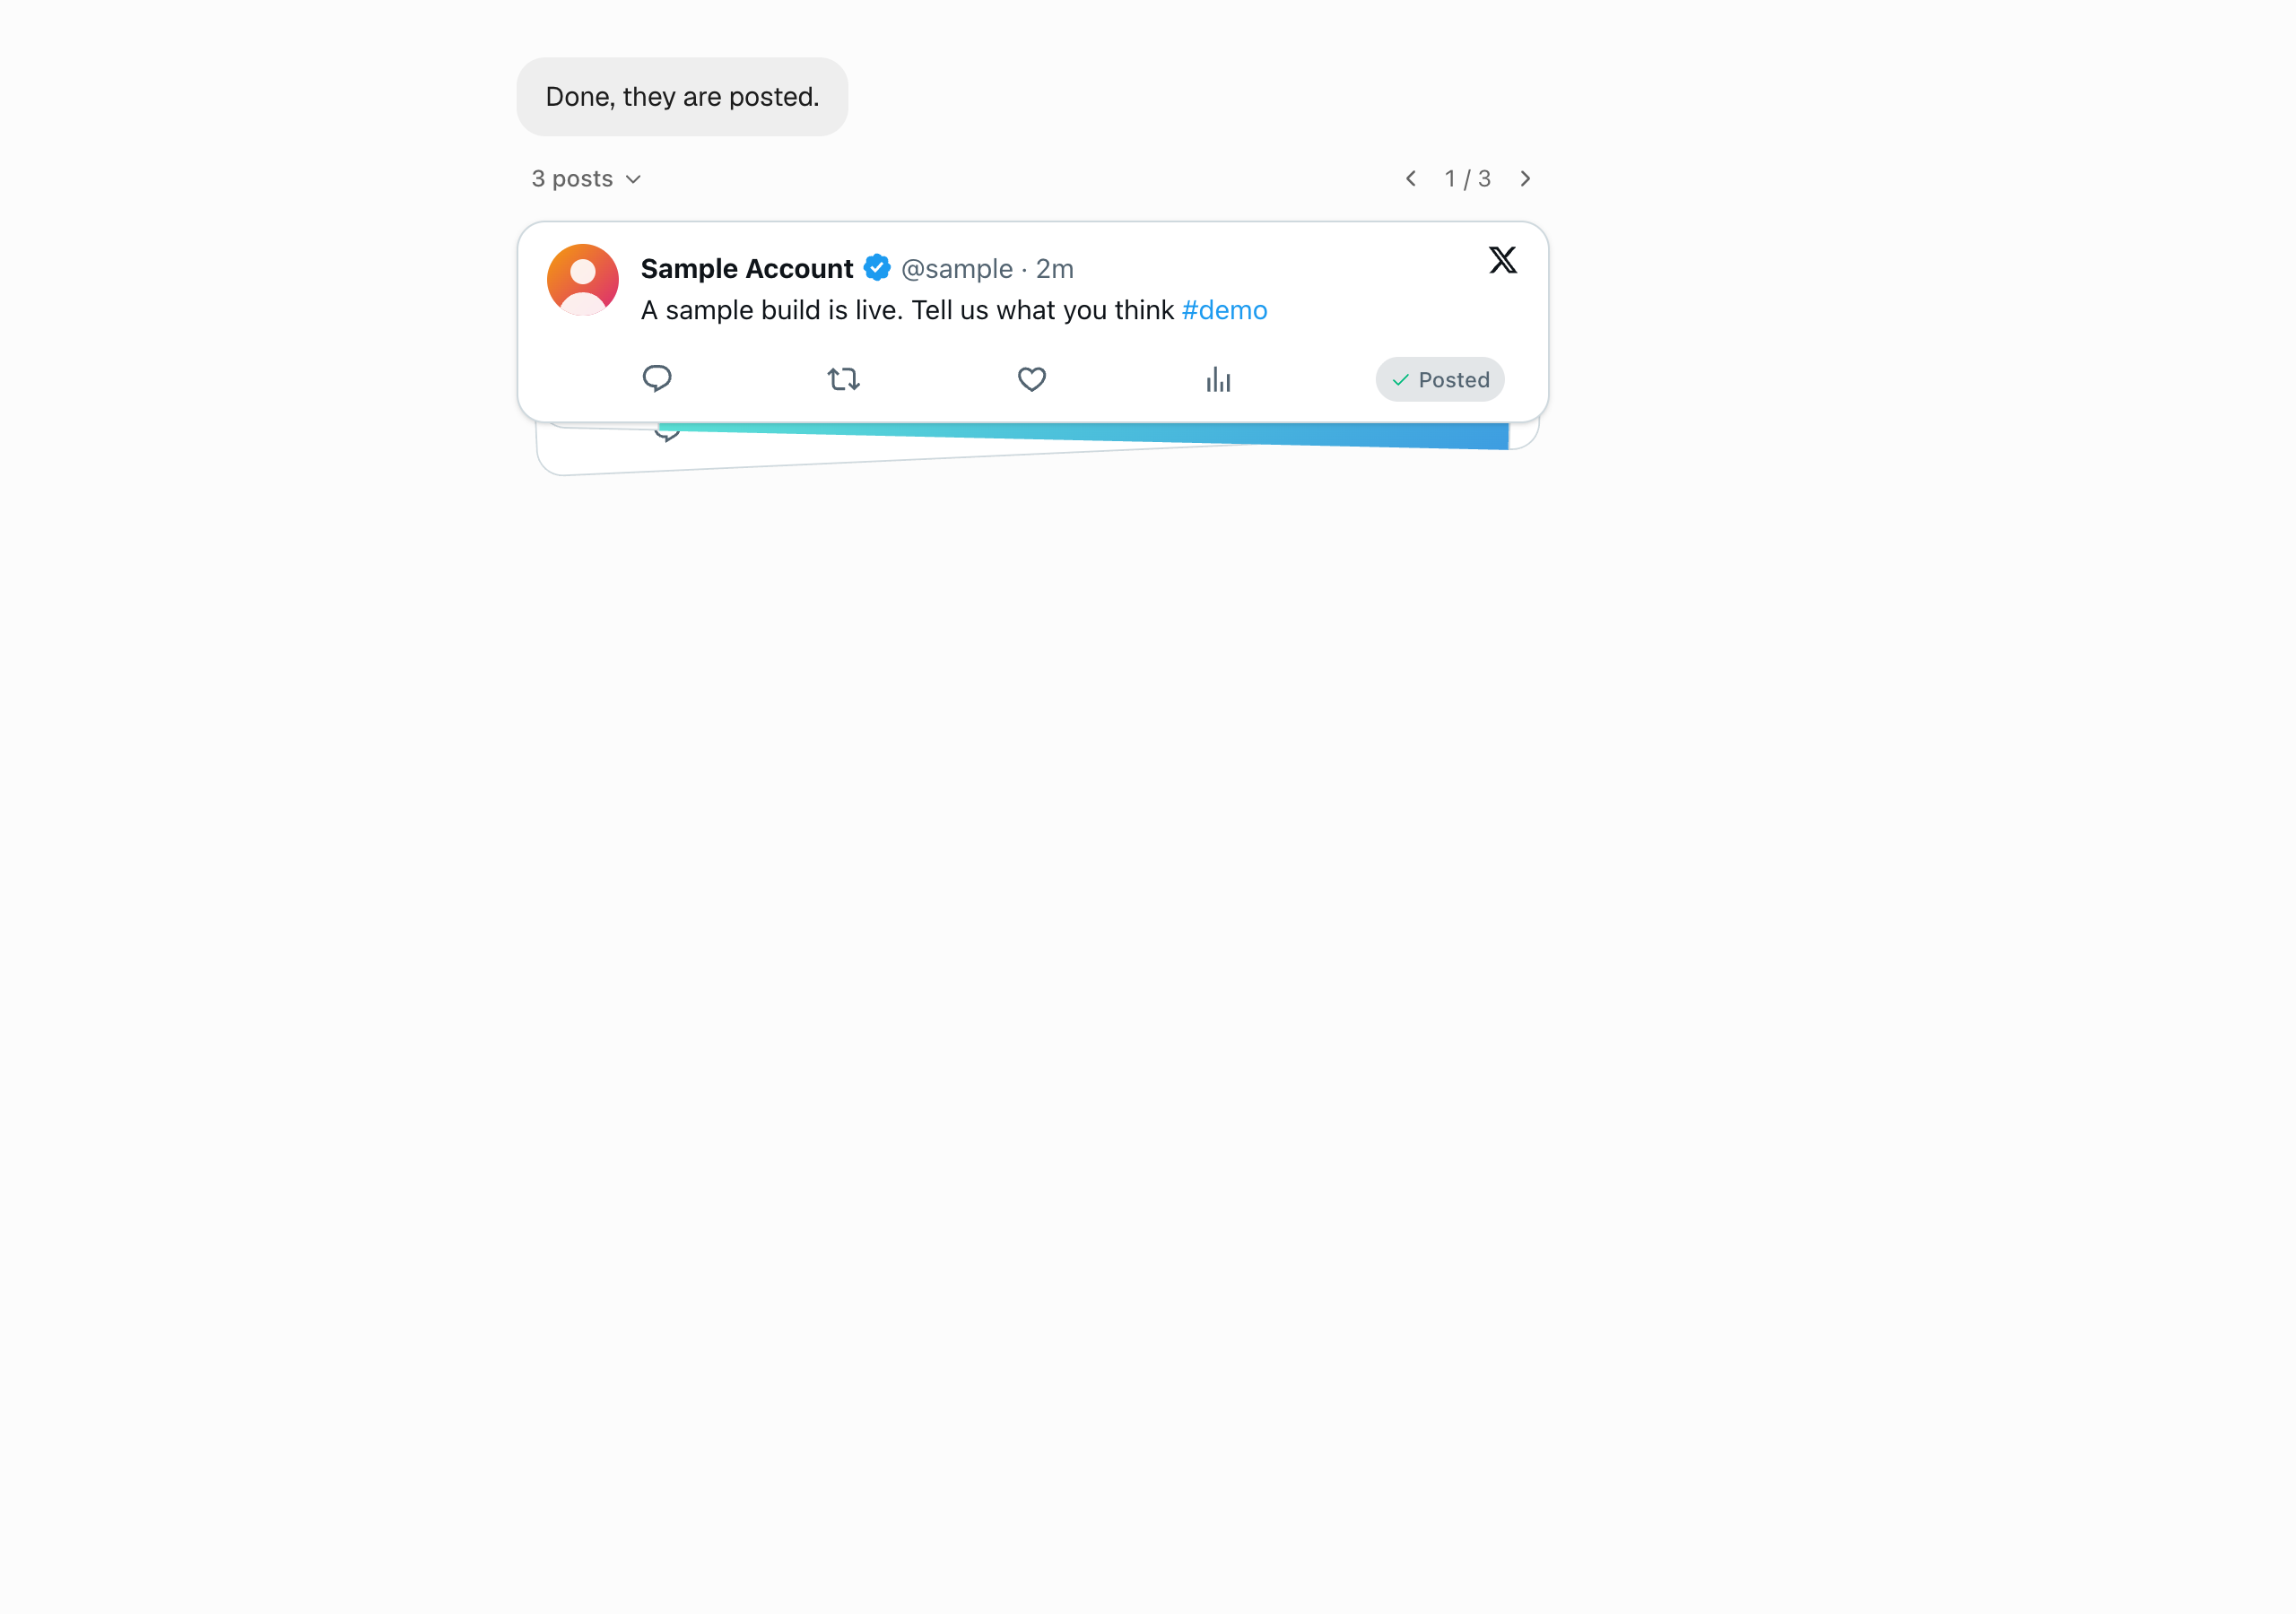 Done, they are posted.
3 posts
1 / 3
Sample Account @sample · 2m
A sample build is live. Tell us what you think #demo
Posted